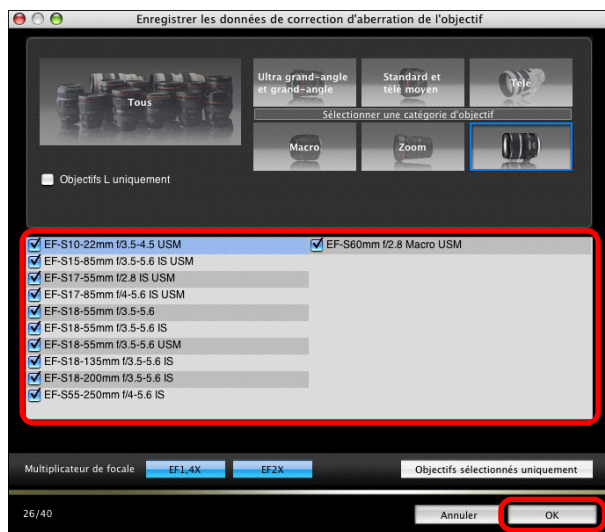 Enregistrer les données de correction d'aberration de l'objectif
Tous
Ultra grand-angle
et grand-angle
Standard et
télé moyen
Télé
Sélectionner une catégorie d'objectif
Macro
Zoom
Objectifs L uniquement
EF-S10-22mm f/3.5-4.5 USM
EF-S15-85mm f/3.5-5.6 IS USM
EF-S17-55mm f/2.8 IS USM
EF-S17-85mm f/4-5.6 IS USM
EF-S18-55mm f/3.5-5.6
EF-S18-55mm f/3.5-5.6 IS
EF-S18-55mm f/3.5-5.6 USM
EF-S18-135mm f/3.5-5.6 IS
EF-S18-200mm f/3.5-5.6 IS
EF-S55-250mm f/4-5.6 IS
EF-S60mm f/2.8 Macro USM
Multiplicateur de focale
EF1,4X
EF2X
Objectifs sélectionnés uniquement
26/40
Annuler
OK